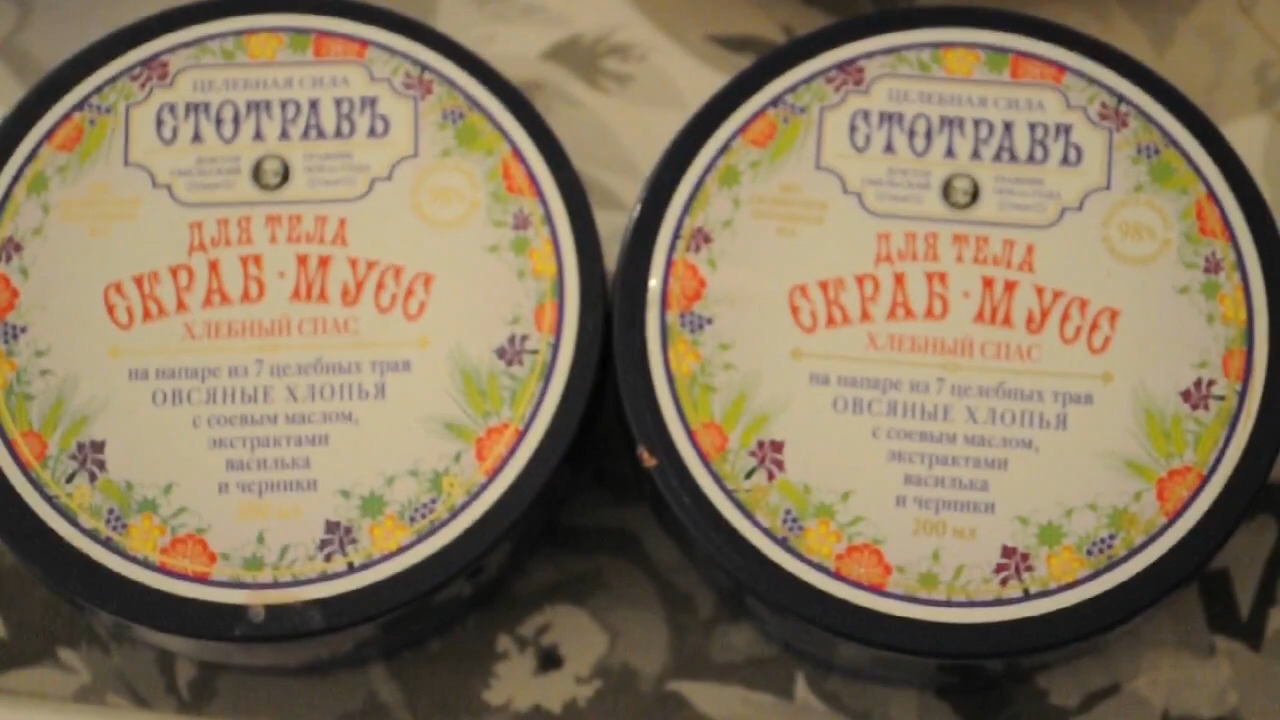 ЦЕЛЕБНАЯ СИЛА
СТОТРАВЪ
ДЛЯ ТЕЛА
СКРАБ·МУСС
ХЛЕБНЫЙ СПАС
на напаре из 7 целебных трав
ОВСЯНЫЕ ХЛОПЬЯ
с соевым маслом,
экстрактами
василька
и черники
ЦЕЛЕБНАЯ СИЛА
СТОТРАВЪ
98%
ДЛЯ ТЕЛА
СКРАБ·МУСС
ХЛЕБНЫЙ СПАС
на напаре из 7 целебных трав
ОВСЯНЫЕ ХЛОПЬЯ
с соевым маслом,
экстрактами
василька
и черники
200 мл